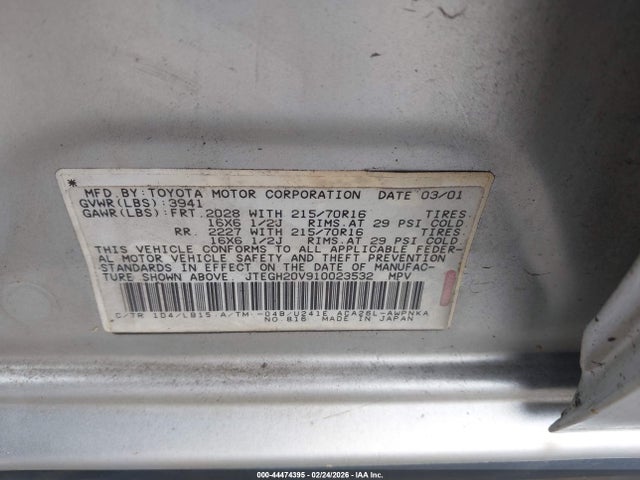 MFD.BY:TOYOTA MOTOR CORPORATION DATE 03/01
GVWR(LBS):3941
GAWR(LBS):FRT.2028 WITH 215/70R16 TIRES
16X6 1/2J RIMS.AT 29 PSI COLD
RR. 2227 WITH 215/70R16 TIRES
16X6 1/2J RIMS.AT 29 PSI COLD
THIS VEHICLE CONFORMS TO ALL APPLICABLE FEDER-
AL MOTOR VEHICLE SAFETY AND THEFT PREVENTION
STANDARDS IN EFFECT ON THE DATE OF MANUFAC-
TURE SHOWN ABOVE. JTEGH20V910023532 MPV
C/TR 1D4/LB15 A/TM -04B/U241E ACA26L-AWPNKA
NO.816 MADE IN JAPAN
000-44474395 - 02/24/2026 - IAA Inc.